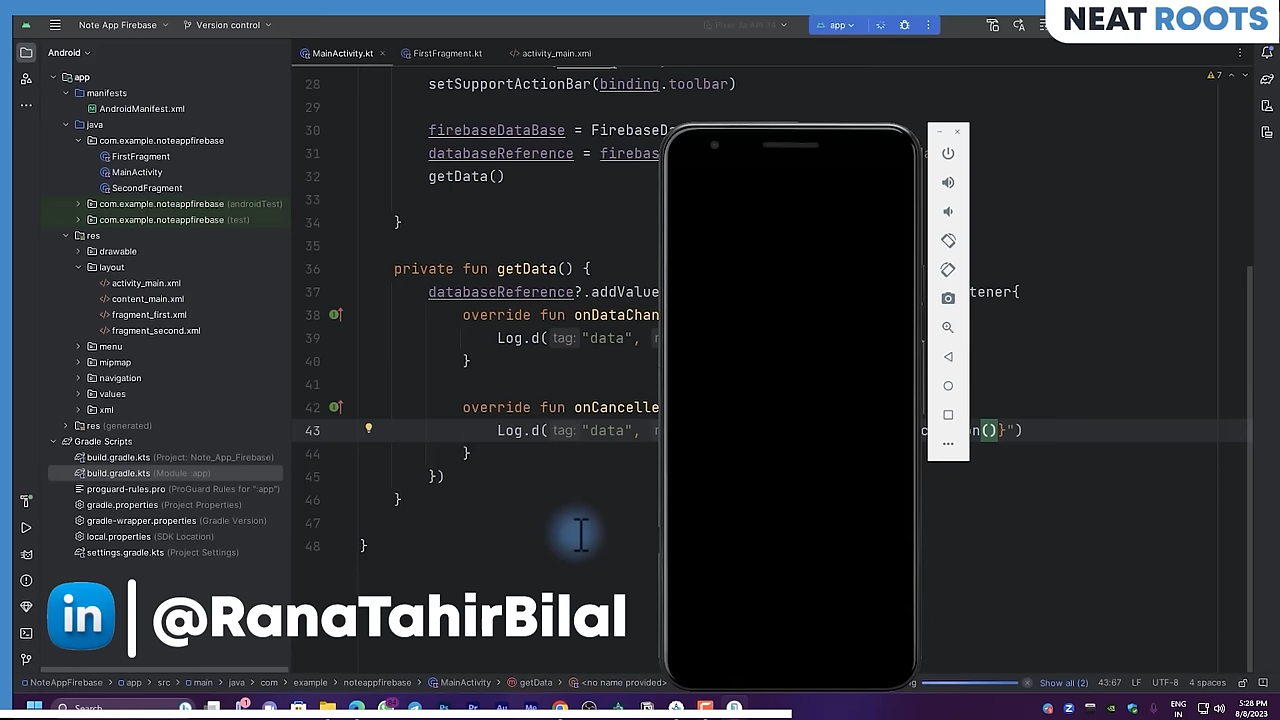 NEAT ROOTS
Note App Firebase
Version control
Pixel 3a API 34
app
Android
MainActivity.kt
FirstFragment.kt
activity_main.xml
app
manifests
AndroidManifest.xml
java
com.example.noteappfirebase
FirstFragment
MainActivity
SecondFragment
com.example.noteappfirebase (androidTest)
com.example.noteappfirebase (test)
res
drawable
layout
activity_main.xml
content_main.xml
fragment_first.xml
fragment_second.xml
menu
mipmap
navigation
values
xml
res (generated)
Gradle Scripts
build.gradle.kts (Project: Note_App_Firebase)
build.gradle.kts (Module :app)
proguard-rules.pro (ProGuard Rules for ":app")
gradle.properties (Project Properties)
gradle-wrapper.properties (Gradle Version)
local.properties (SDK Location)
settings.gradle.kts (Project Settings)
7
28 setSupportActionBar(binding.toolbar)
29
30 firebaseDataBase = FirebaseDa
31 databaseReference = firebas
32 getData()
33
34 }
35
36 private fun getData() {
37 databaseReference?.addValue tener{
38 override fun onDataChan
39 Log.d( tag: "data",
40 }
41
42 override fun onCancelle
43 Log.d( tag: "data", n()}")
44 }
45 })
46 }
47
48 }
in | @RanaTahirBilal
NoteAppFirebase > app > src > main > java > com > example > noteappfirebase > MainActivity > getData > <no name provided>
Show all (2)
43:67 LF UTF-8 4 spaces
Search
ENG
IN
5:28 PM
8/8/2023